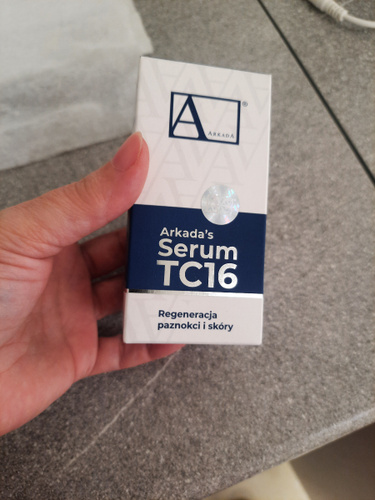 A
ARKADA
®
Arkada's
Serum
TC16
Regeneracja
paznokci i skóry